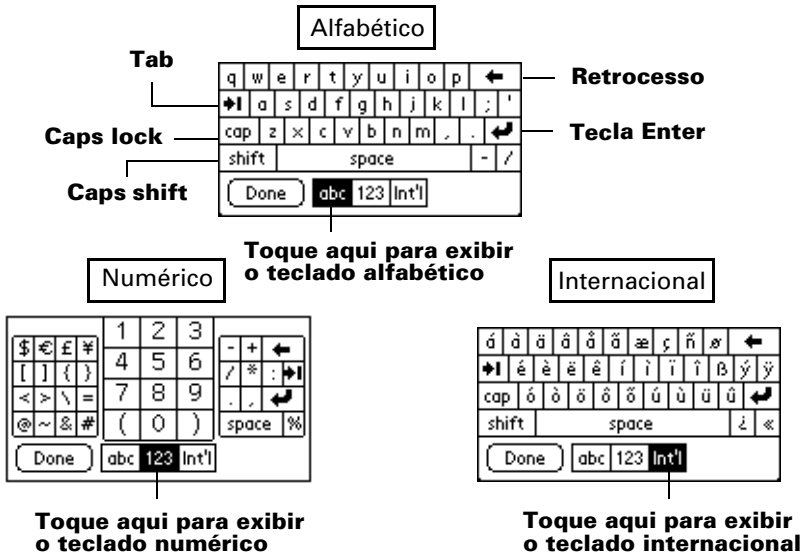 Alfabético
Tab
q w e r t y u i o p
Retrocesso
a s d f g h j k l ; '
Caps lock
cap z x c v b n m , .
Tecla Enter
shift space - /
Caps shift
Done abc 123 Int'l
Toque aqui para exibir
o teclado alfabético
Numérico
1 2 3
$ € £ ¥ 4 5 6 - +
[ ] { } 7 8 9 / * :
< > \ = ( 0 ) . ,
@ ~ & # space %
Done abc 123 Int'l
Toque aqui para exibir
o teclado numérico
Internacional
á à ä â å ã æ ç ñ ø
é è ë ê í ì ï î ß ý ÿ
cap ó ò ö ô õ ú ù ü û
shift space ¿ «
Done abc 123 Int'l
Toque aqui para exibir
o teclado internacional